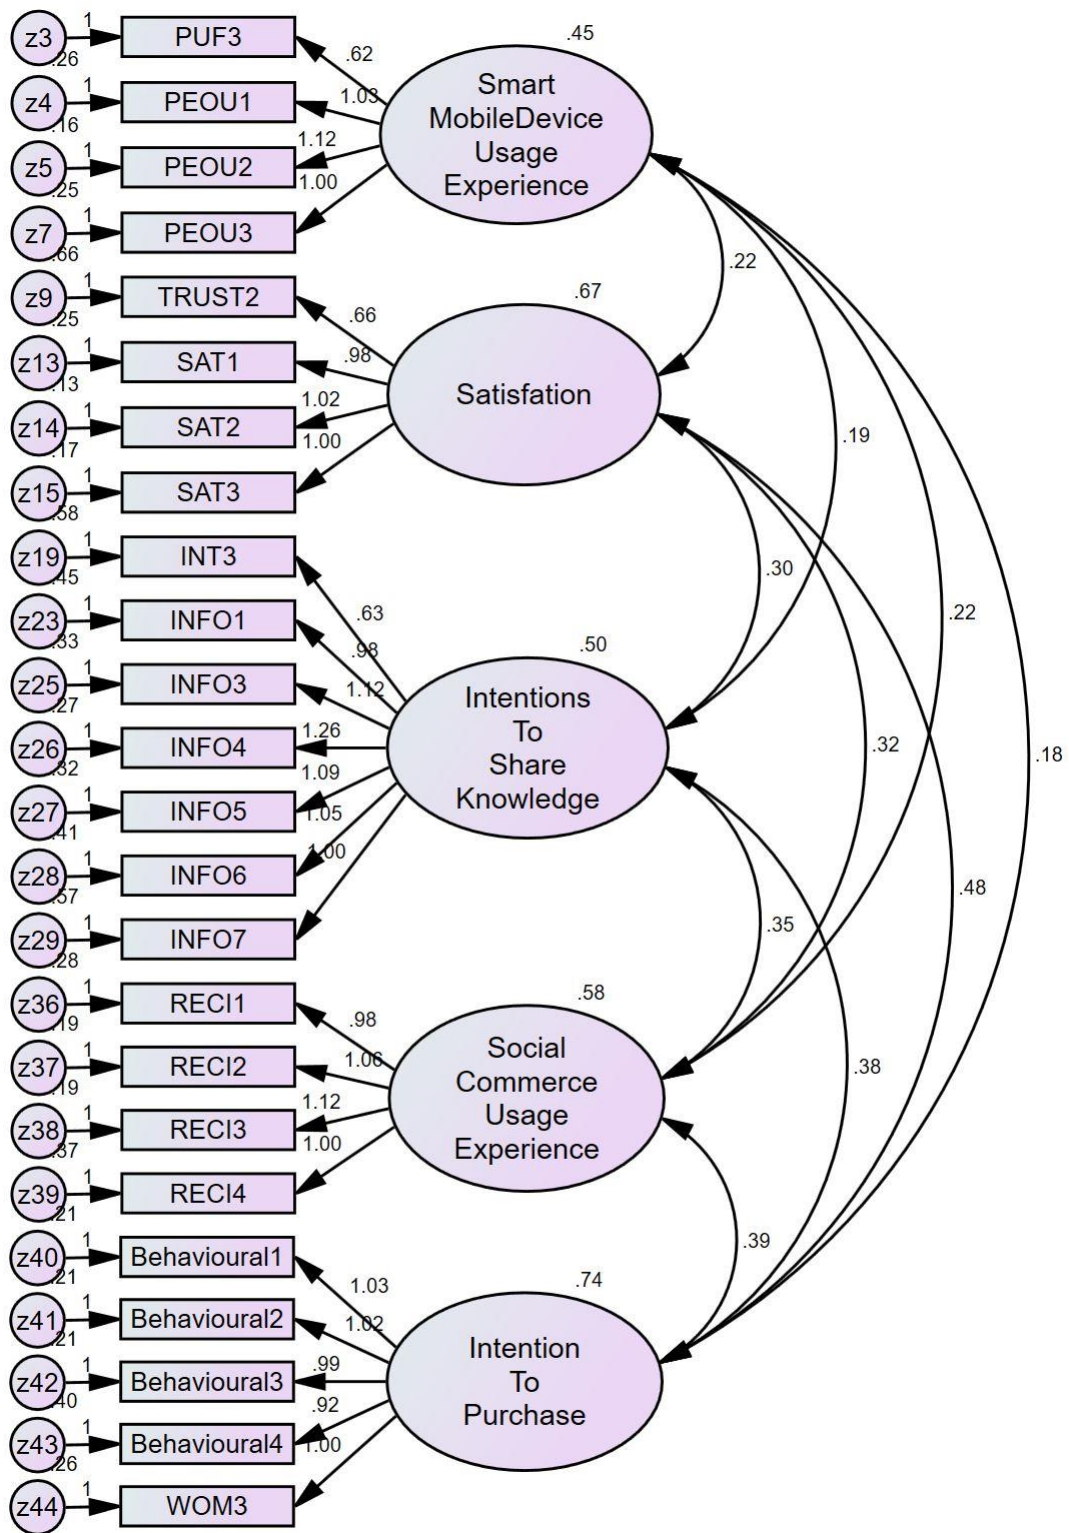 z3 1 PUF3
.26
z4 1 PEOU1
.16
z5 1 PEOU2
.25
z7 1 PEOU3
.66
z9 1 TRUST2
.25
z13 1 SAT1
.13
z14 1 SAT2
.17
z15 1 SAT3
.58
z19 1 INT3
.45
z23 1 INFO1
.33
z25 1 INFO3
.27
z26 1 INFO4
.32
z27 1 INFO5
.41
z28 1 INFO6
.57
z29 1 INFO7
.28
z36 1 RECI1
.19
z37 1 RECI2
.19
z38 1 RECI3
.37
z39 1 RECI4
.21
z40 1 Behavioural1
.21
z41 1 Behavioural2
.21
z42 1 Behavioural3
.40
z43 1 Behavioural4
.26
z44 1 WOM3
.62
1.03
1.12
1.00
.66
.98
1.02
1.00
.63
.98
1.12
1.26
1.09
1.05
1.00
.98
1.06
1.12
1.00
1.03
1.02
.99
.92
1.00
.45
Smart
MobileDevice
Usage
Experience
.67
Satisfation
.50
Intentions
To
Share
Knowledge
.58
Social
Commerce
Usage
Experience
.74
Intention
To
Purchase
.22
.19
.30
.22
.32
.18
.48
.35
.38
.39